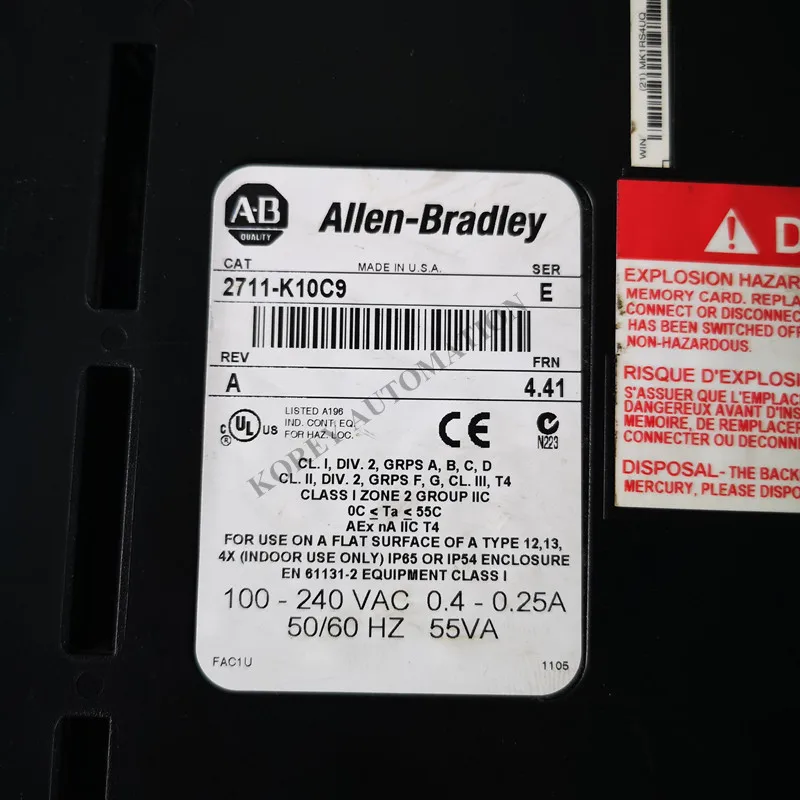 A-B
QUALITY
Allen-Bradley
CAT
MADE IN U.S.A.
SER
2711-K10C9
E
REV
FRN
A
4.41
c UL us
®
LISTED A196
IND. CONT. EQ.
FOR HAZ. LOC.
CE
N223
CL. I, DIV. 2, GRPS A, B, C, D
CL. II, DIV. 2, GRPS F, G, CL. III, T4
CLASS I ZONE 2 GROUP IIC
0C ≤ Ta ≤ 55C
AEx nA IIC T4
FOR USE ON A FLAT SURFACE OF A TYPE 12,13,
4X (INDOOR USE ONLY) IP65 OR IP54 ENCLOSURE
EN 61131-2 EQUIPMENT CLASS I
100 - 240 VAC 0.4 - 0.25A
50/60 HZ 55VA
FAC1U
1105
KOREY AUTOMATION
(21) MK1RS4UO
WIN
D
EXPLOSION HAZAR
MEMORY CARD. REPLA
CONNECT OR DISCONNEC
HAS BEEN SWITCHED OF
NON-HAZARDOUS.
RISQUE D'EXPLOSI
S'ASSUER QUE L'EMPLAC
DANGEREUX AVANT D'INS
MEMOIRE, DE REMPLACER
CONNECTER OU DECONNE
DISPOSAL- THE BACK
MERCURY, PLEASE DISPO